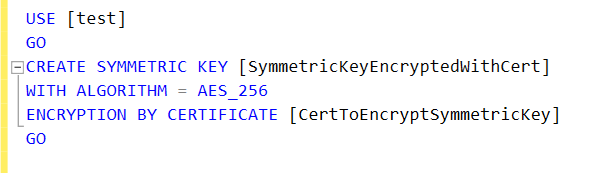 USE [test]
GO
CREATE SYMMETRIC KEY [SymmetricKeyEncryptedWithCert]
WITH ALGORITHM = AES_256
ENCRYPTION BY CERTIFICATE [CertToEncryptSymmetricKey]
GO